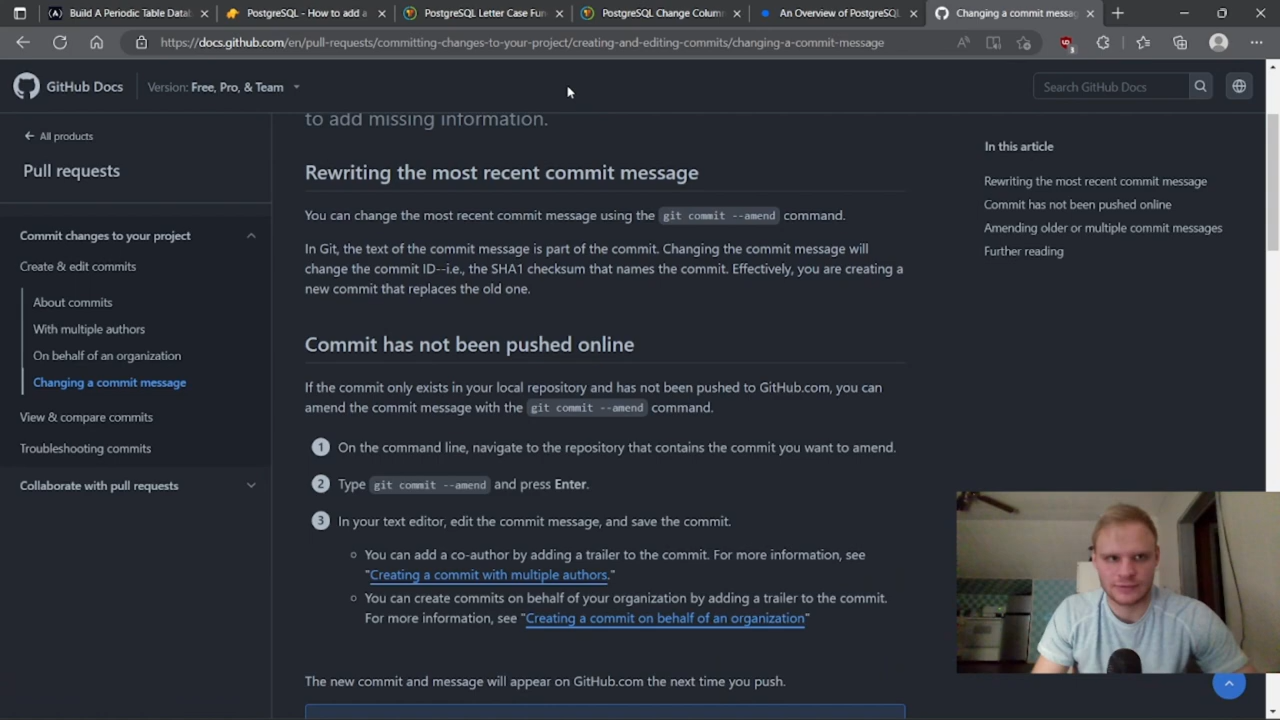 Build A Periodic Table Datab
PostgreSQL - How to add a
PostgreSQL Letter Case Fun
PostgreSQL Change Colum
An Overview of PostgreSQL
Changing a commit messa
https://docs.github.com/en/pull-requests/committing-changes-to-your-project/creating-and-editing-commits/changing-a-commit-message
GitHub Docs
Version: Free, Pro, & Team
Search GitHub Docs
All products
Pull requests
Commit changes to your project
Create & edit commits
About commits
With multiple authors
On behalf of an organization
Changing a commit message
View & compare commits
Troubleshooting commits
Collaborate with pull requests
to add missing information.
Rewriting the most recent commit message
You can change the most recent commit message using the git commit --amend command.
In Git, the text of the commit message is part of the commit. Changing the commit message will
change the commit ID--i.e., the SHA1 checksum that names the commit. Effectively, you are creating a
new commit that replaces the old one.
Commit has not been pushed online
If the commit only exists in your local repository and has not been pushed to GitHub.com, you can
amend the commit message with the git commit --amend command.
1 On the command line, navigate to the repository that contains the commit you want to amend.
2 Type git commit --amend and press Enter.
3 In your text editor, edit the commit message, and save the commit.
You can add a co-author by adding a trailer to the commit. For more information, see
"Creating a commit with multiple authors."
You can create commits on behalf of your organization by adding a trailer to the commit.
For more information, see "Creating a commit on behalf of an organization"
The new commit and message will appear on GitHub.com the next time you push.
In this article
Rewriting the most recent commit message
Commit has not been pushed online
Amending older or multiple commit messages
Further reading